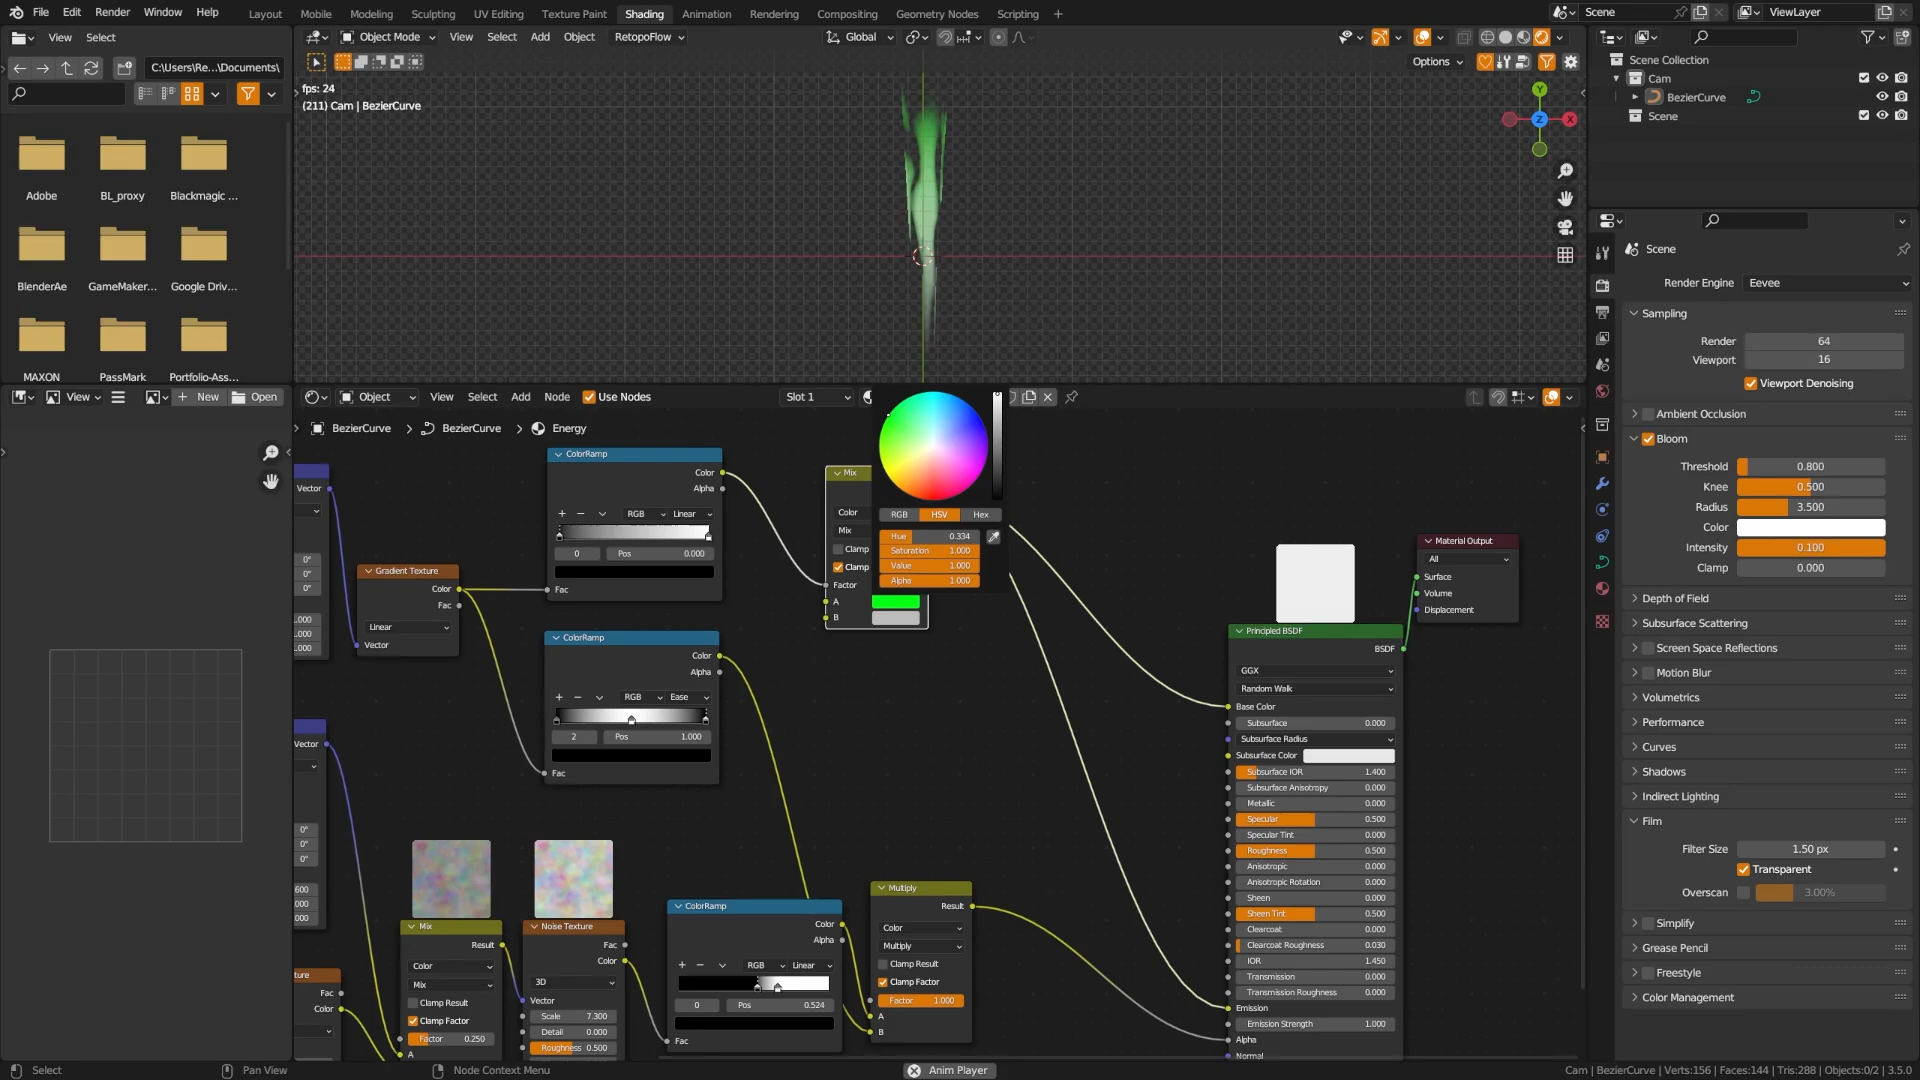 File Edit Render Window Help
Layout Mobile Modeling Sculpting UV Editing Texture Paint Shading Animation Rendering Compositing Geometry Nodes Scripting +
Scene
ViewLayer
View Select
Object Mode View Select Add Object RetopoFlow
Global
C:\Users\Re...\Documents\
Options
fps: 24
(211) Cam | BezierCurve
Y
Z
X
Scene Collection
Cam
BezierCurve
Scene
Adobe
BL_proxy
Blackmagic ...
BlenderAe
GameMaker...
Google Driv...
MAXON
PassMark
Portfolio-Ass...
Scene
Render Engine Eevee
Sampling
Render 64
Viewport 16
Viewport Denoising
Ambient Occlusion
Bloom
Threshold 0.800
Knee 0.500
Radius 3.500
Color
Intensity 0.100
Clamp 0.000
Depth of Field
Subsurface Scattering
Screen Space Reflections
Motion Blur
Volumetrics
Performance
Curves
Shadows
Indirect Lighting
Film
Filter Size 1.50 px
Transparent
Overscan 3.00%
Simplify
Grease Pencil
Freestyle
Color Management
View
New
Open
Object View Select Add Node Use Nodes
Slot 1
BezierCurve > BezierCurve > Energy
Vector
0°
0°
0°
1.000
1.000
1.000
Gradient Texture
Color
Fac
Linear
Vector
ColorRamp
Color
Alpha
RGB Linear
0 Pos 0.000
Fac
ColorRamp
Color
Alpha
RGB Ease
2 Pos 1.000
Fac
Mix
Color
Mix
Clamp
Clamp
Factor
A
B
RGB HSV Hex
Hue 0.334
Saturation 1.000
Value 1.000
Alpha 1.000
Material Output
All
Surface
Volume
Displacement
Principled BSDF
BSDF
GGX
Random Walk
Base Color
Subsurface 0.000
Subsurface Radius
Subsurface Color
Subsurface IOR 1.400
Subsurface Anisotropy 0.000
Metallic 0.000
Specular 0.500
Specular Tint 0.000
Roughness 0.500
Anisotropic 0.000
Anisotropic Rotation 0.000
Sheen 0.000
Sheen Tint 0.500
Clearcoat 0.000
Clearcoat Roughness 0.030
IOR 1.450
Transmission 0.000
Transmission Roughness 0.000
Emission
Emission Strength 1.000
Alpha
Normal
Vector
0°
0°
0°
600
000
000
ture
Fac
Color
Mix
Result
Color
Mix
Clamp Result
Clamp Factor
Factor 0.250
A
Noise Texture
Fac
Color
3D
Vector
Scale 7.300
Detail 0.000
Roughness 0.500
ColorRamp
Color
Alpha
RGB Linear
0 Pos 0.524
Fac
Multiply
Result
Color
Multiply
Clamp Result
Clamp Factor
Factor 1.000
A
B
Select
Pan View
Node Context Menu
Anim Player
Cam | BezierCurve | Verts:156 | Faces:144 | Tris:288 | Objects:0/2 | 3.5.0